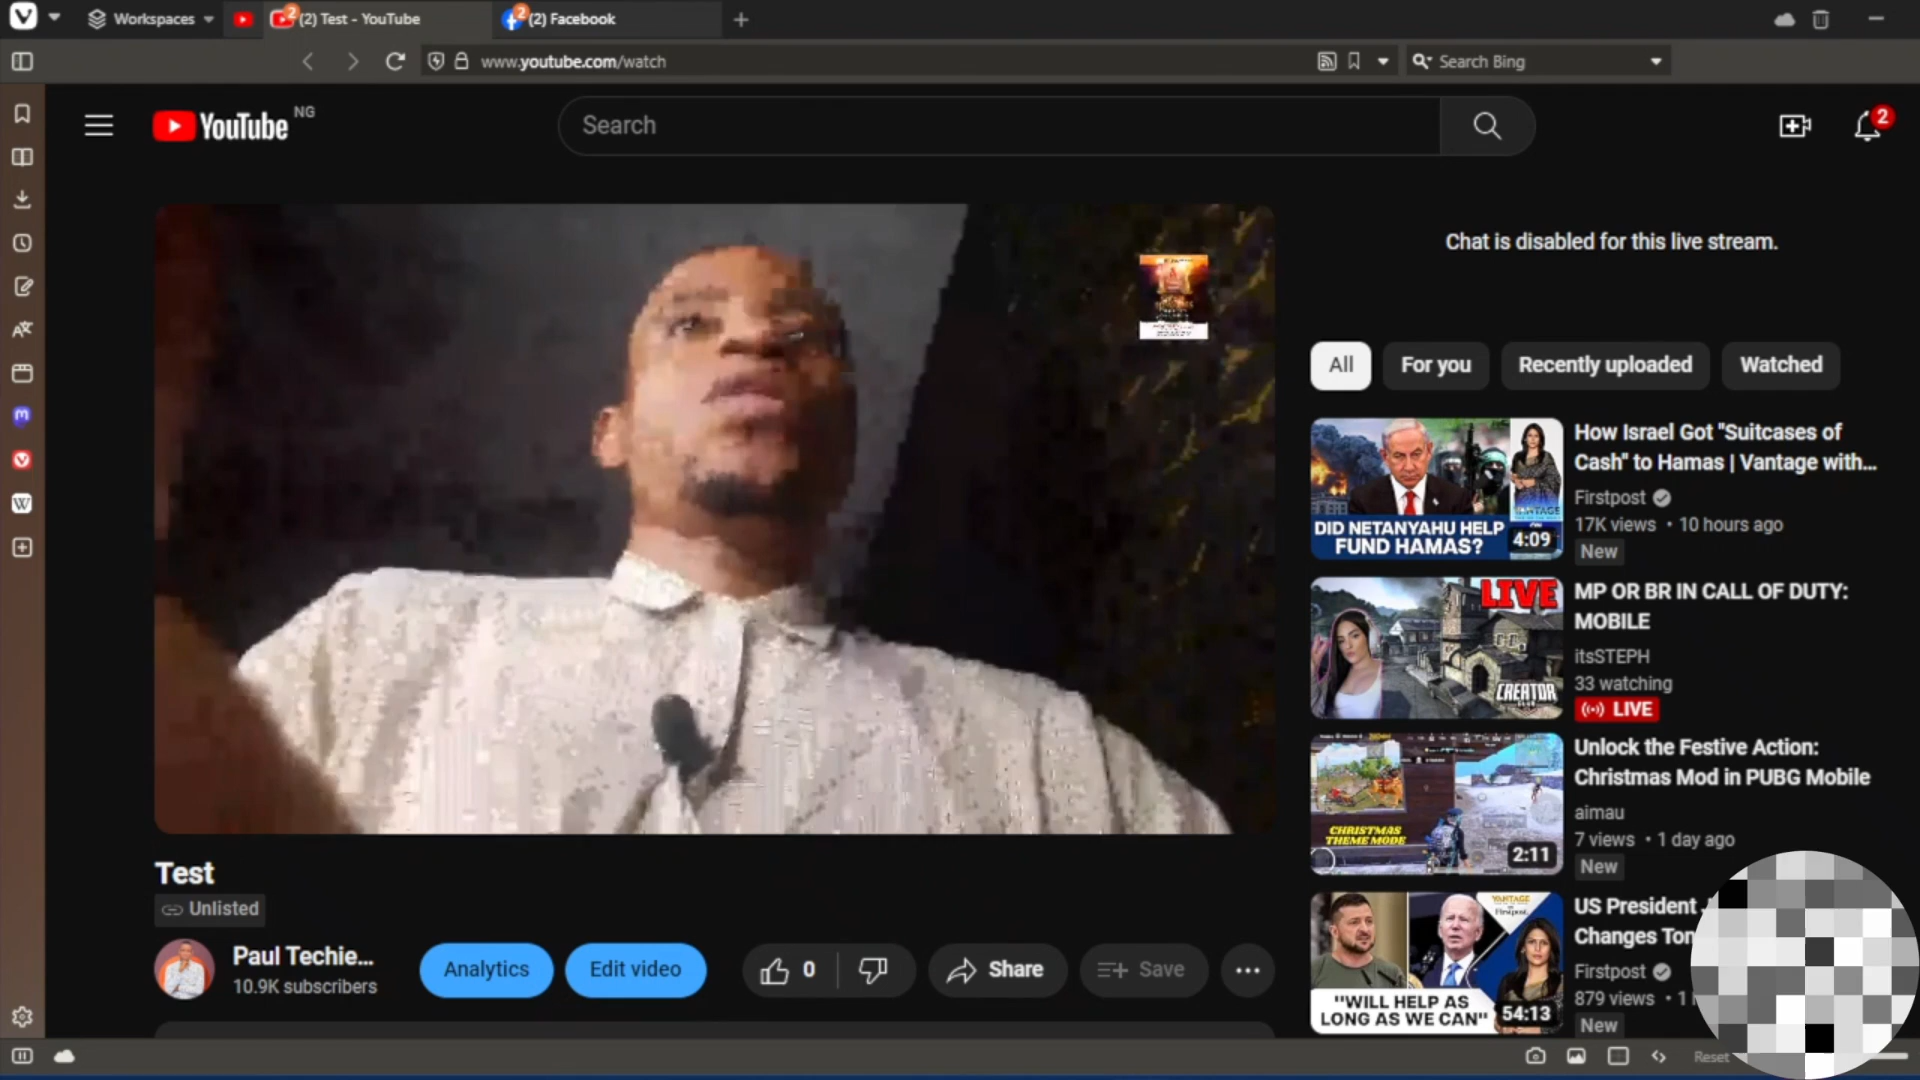 Workspaces
2
(2) Test - YouTube
2
(2) Facebook
www.youtube.com/watch
Search Bing
YouTube NG
Search
2
Chat is disabled for this live stream.
All
For you
Recently uploaded
Watched
DID NETANYAHU HELP
FUND HAMAS?
4:09
How Israel Got "Suitcases of
Cash" to Hamas | Vantage with...
Firstpost
17K views • 10 hours ago
New
LIVE
CREATOR
MP OR BR IN CALL OF DUTY:
MOBILE
itsSTEPH
33 watching
LIVE
CHRISTMAS
THEME MODE
2:11
Unlock the Festive Action:
Christmas Mod in PUBG Mobile
aimau
7 views • 1 day ago
New
VANTAGE
Firstpost
"WILL HELP AS
LONG AS WE CAN"
54:13
US President
Changes Ton
Firstpost
879 views • 1
New
Test
Unlisted
Paul Techie...
10.9K subscribers
Analytics
Edit video
0
Share
Save
Reset